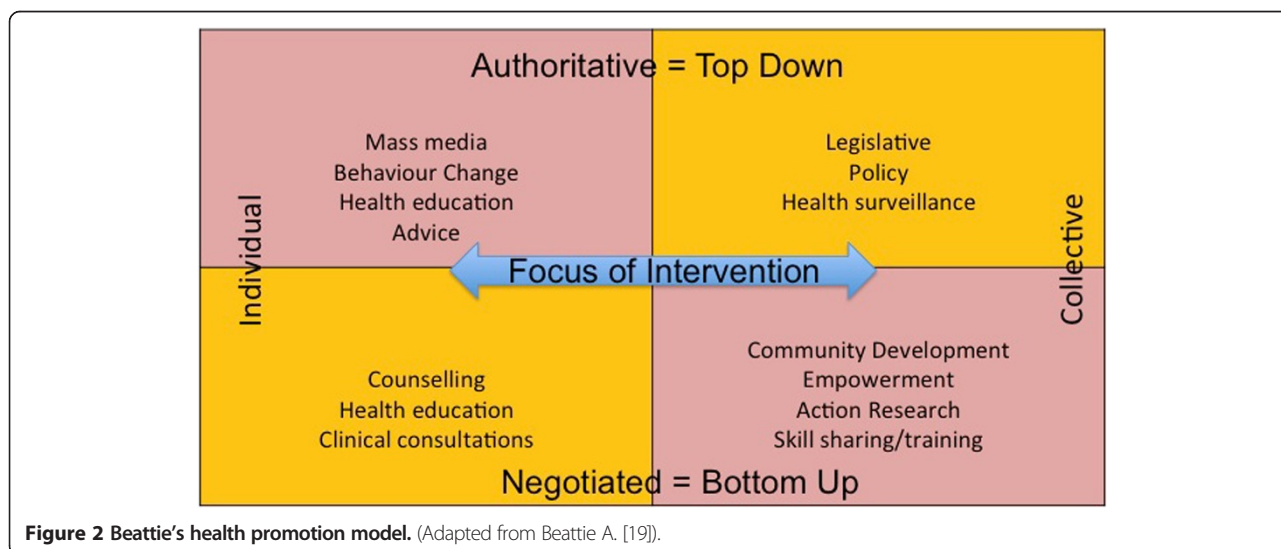 Authoritative = Top Down
Mass media
Behaviour Change
Health education
Advice
Legislative
Policy
Health surveillance
Individual
Focus of Intervention
Collective
Counselling
Health education
Clinical consultations
Community Development
Empowerment
Action Research
Skill sharing/training
Negotiated = Bottom Up
Figure 2 Beattie's health promotion model. (Adapted from Beattie A. [19]).